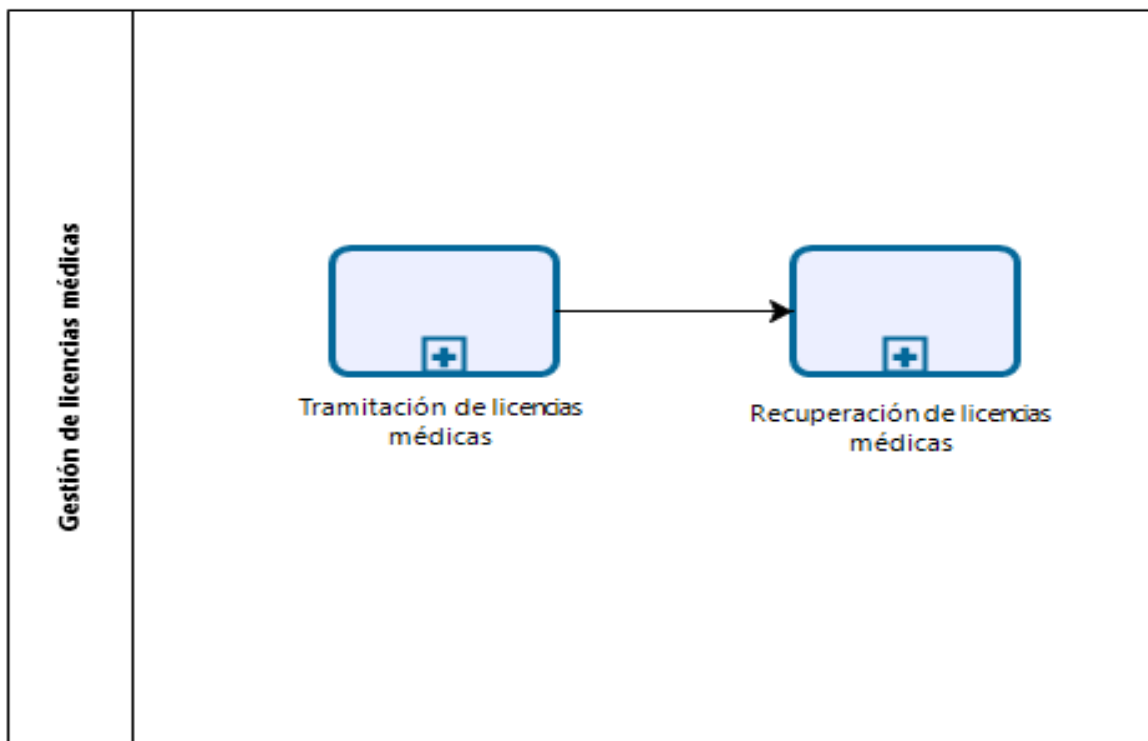 Gestión de licencias médicas
Tramitación de licencias
médicas
Recuperación de licencias
médicas